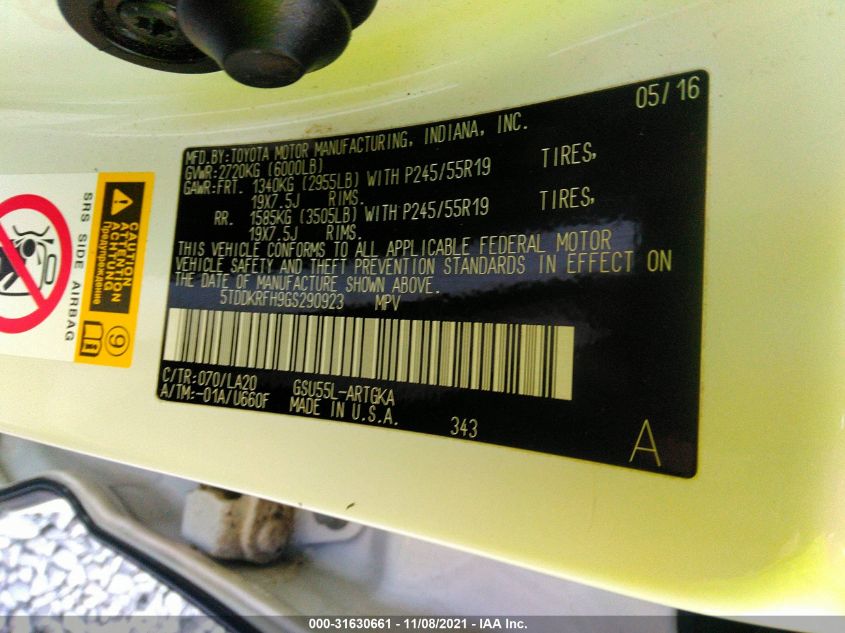 05/16
MFD.BY:TOYOTA MOTOR MANUFACTURING, INDIANA, INC.
GVWR:2720KG (6000LB)
GAWR:FRT. 1340KG (2955LB) WITH P245/55R19 TIRES,
19X7.5J RIMS.
RR. 1585KG (3505LB) WITH P245/55R19 TIRES,
19X7.5J RIMS.
THIS VEHICLE CONFORMS TO ALL APPLICABLE FEDERAL MOTOR
VEHICLE SAFETY AND THEFT PREVENTION STANDARDS IN EFFECT ON
THE DATE OF MANUFACTURE SHOWN ABOVE.
5TDDKRFH9GS290923 MPV
C/TR:070/LA20 GSU55L-ARTGKA
A/TM:-01A/U660F MADE IN U.S.A.
343
A
SRS SIDE AIRBAG
CAUTION
ATTENTION
ACHTUNG
Предупреждение
9
000-31630661 - 11/08/2021 - IAA Inc.